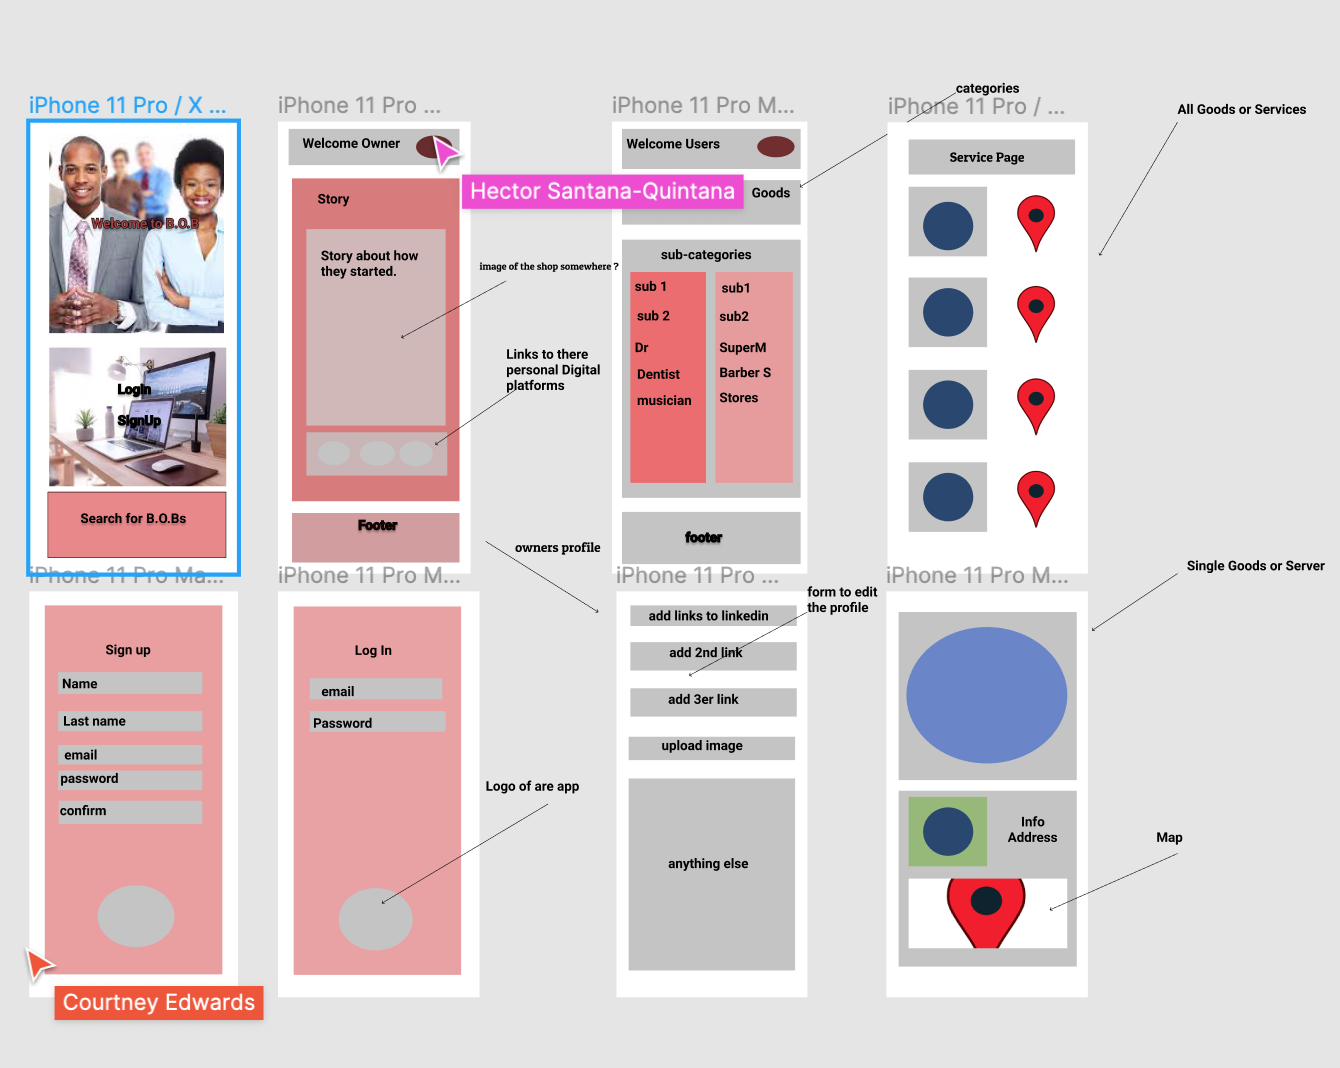 categories
iPhone 11 Pro / X ...
iPhone 11 Pro ...
iPhone 11 Pro M...
iPhone 11 Pro / ...
All Goods or Services
Welcome to B.O.B
Login
SignUp
Search for B.O.Bs
Welcome Owner
Hector Santana-Quintana
Story
Story about how
they started.
image of the shop somewhere ?
Links to there
personal Digital
platforms
Footer
Welcome Users
Goods
sub-categories
sub 1
sub 2
Dr
Dentist
musician
sub1
sub2
SuperM
Barber S
Stores
footer
Service Page
owners profile
iPhone 11 Pro Ma...
iPhone 11 Pro M...
iPhone 11 Pro ...
iPhone 11 Pro M...
Single Goods or Server
Sign up
Name
Last name
email
password
confirm
Courtney Edwards
Log In
email
Password
Logo of are app
form to edit
the profile
add links to linkedin
add 2nd link
add 3er link
upload image
anything else
Info
Address
Map